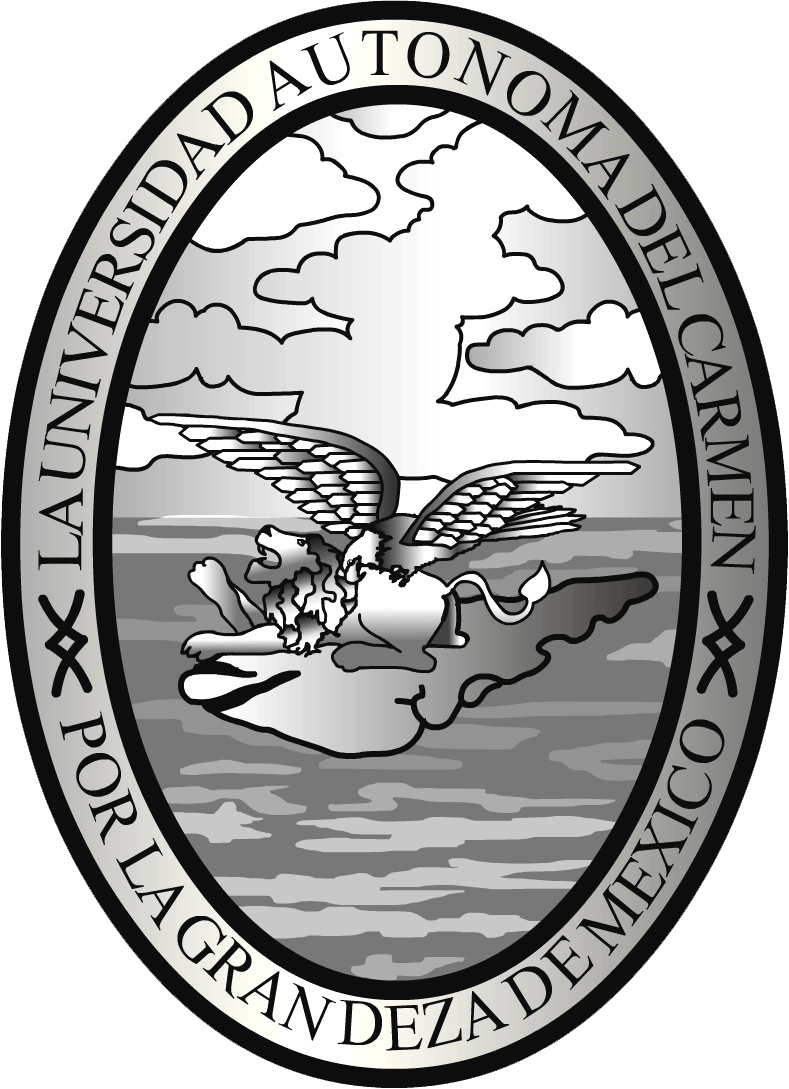 LA UNIVERSIDAD AUTONOMA DEL CARMEN
POR LA GRANDEZA DE MEXICO